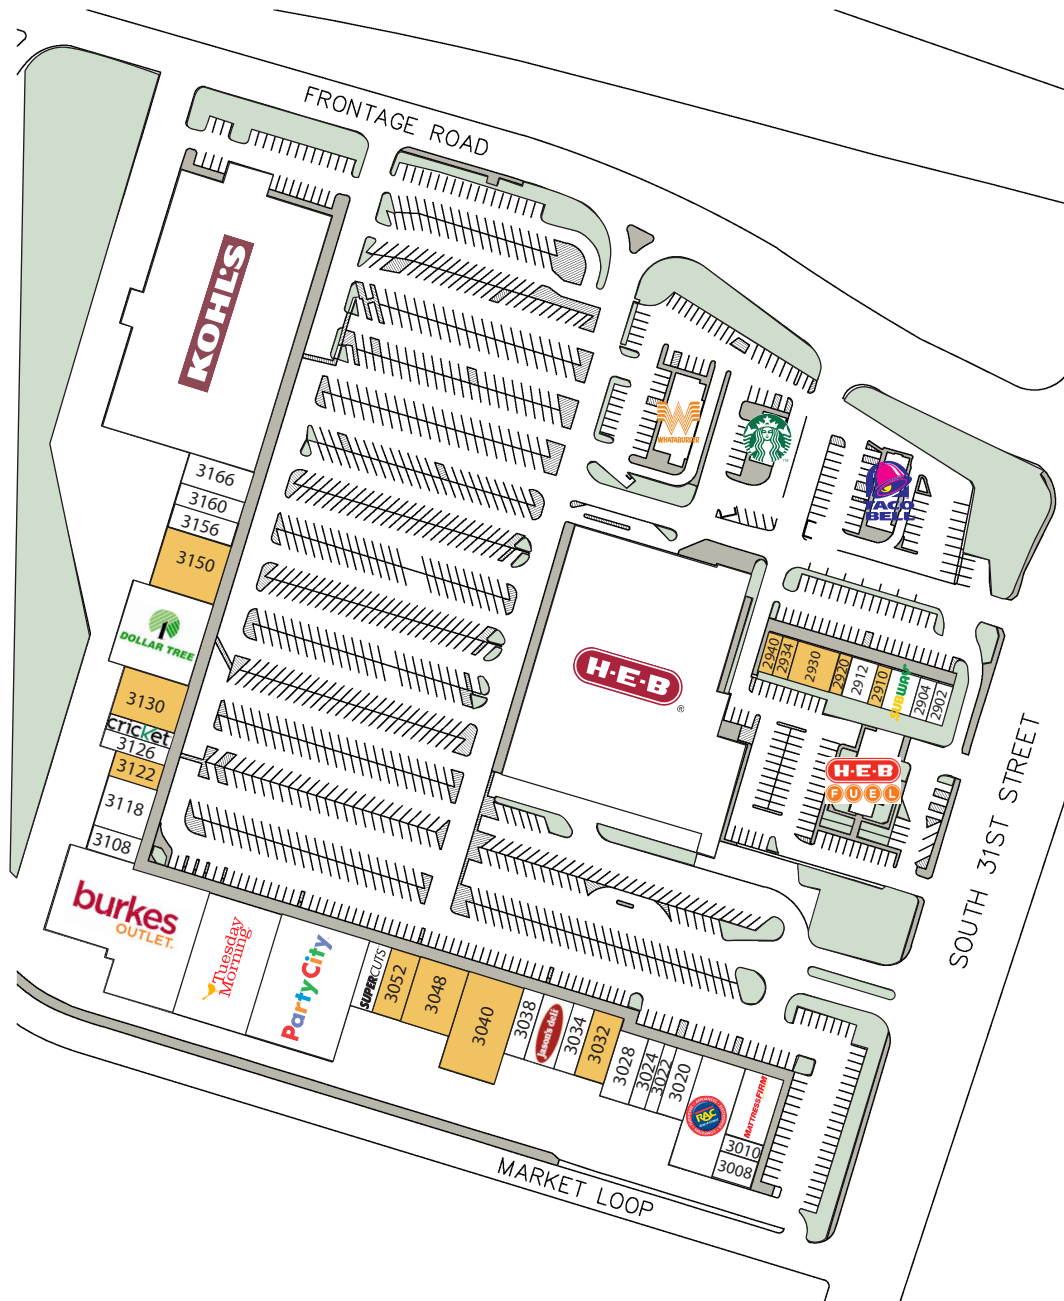 FRONTAGE ROAD
KOHL'S
WHATABURGER
TACO
BELL
3166
3160
3156
3150
DOLLAR TREE
3130
cricket
3126
3122
3118
3108
H-E-B
®
2940
2934
2930
2920
2912
2910
SUBWAY
2904
2902
H-E-B
FUEL
SOUTH 31ST STREET
burkes
OUTLET
Tuesday
Morning
Party City
SUPERCUTS
3052
3048
3040
3038
jason's deli
3034
3032
3028
3024
3022
3020
RAC
MATTRESSFIRM
3010
3008
MARKET LOOP